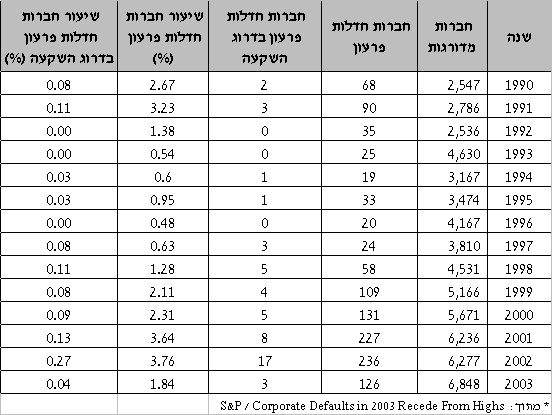 שנה חברות מדורגות חברות חדלות פרעון חברות חדלות פרעון בדרוג השקעה שיעור חברות חדלות פרעון (%) שיעור חברות חדלות פרעון בדרוג השקעה (%)
1990 2,547 68 2 2.67 0.08
1991 2,786 90 3 3.23 0.11
1992 2,536 35 0 1.38 0.00
1993 4,630 25 0 0.54 0.00
1994 3,167 19 1 0.6 0.03
1995 3,474 33 1 0.95 0.03
1996 4,167 20 0 0.48 0.00
1997 3,810 24 3 0.63 0.08
1998 4,531 58 5 1.28 0.11
1999 5,166 109 4 2.11 0.08
2000 5,671 131 5 2.31 0.09
2001 6,236 227 8 3.64 0.13
2002 6,277 236 17 3.76 0.27
2003 6,848 126 3 1.84 0.04
* מתוך: S&P / Corporate Defaults in 2003 Recede From Highs